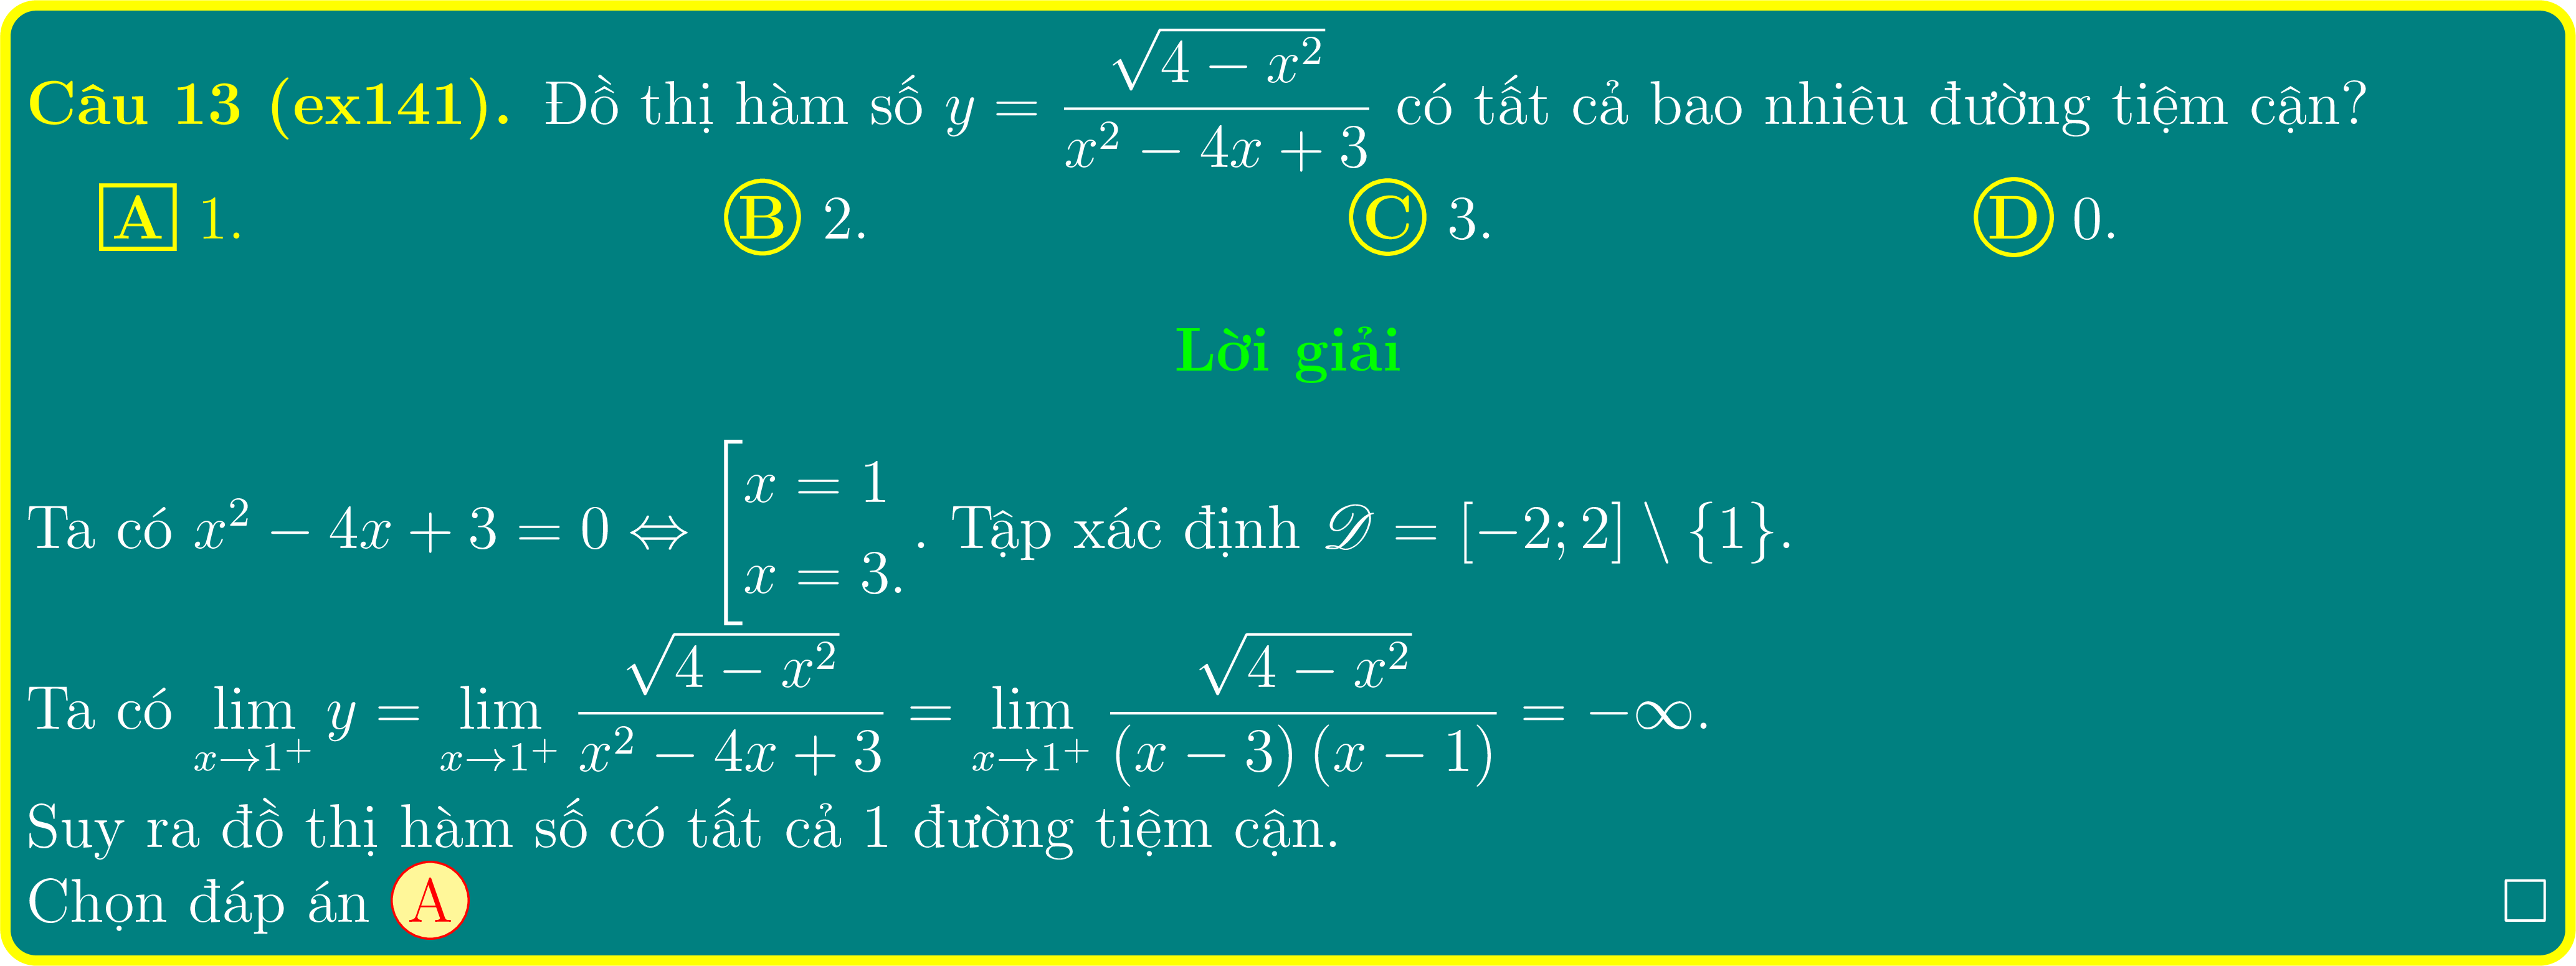 Câu 13 (ex141). Đồ thị hàm số $y = \dfrac{\sqrt{4 - x^2}}{x^2 - 4x + 3}$ có tất cả bao nhiêu đường tiệm cận?
A 1. B 2. C 3. D 0.
Lời giải
Ta có $x^2 - 4x + 3 = 0 \Leftrightarrow \left[\begin{array}{l} x = 1 \\ x = 3. \end{array}\right.$. Tập xác định $\mathscr{D} = [-2; 2] \setminus \{1\}$.
Ta có $\lim\limits_{x \to 1^+} y = \lim\limits_{x \to 1^+} \dfrac{\sqrt{4 - x^2}}{x^2 - 4x + 3} = \lim\limits_{x \to 1^+} \dfrac{\sqrt{4 - x^2}}{(x - 3)(x - 1)} = -\infty$.
Suy ra đồ thị hàm số có tất cả 1 đường tiệm cận.
Chọn đáp án A □